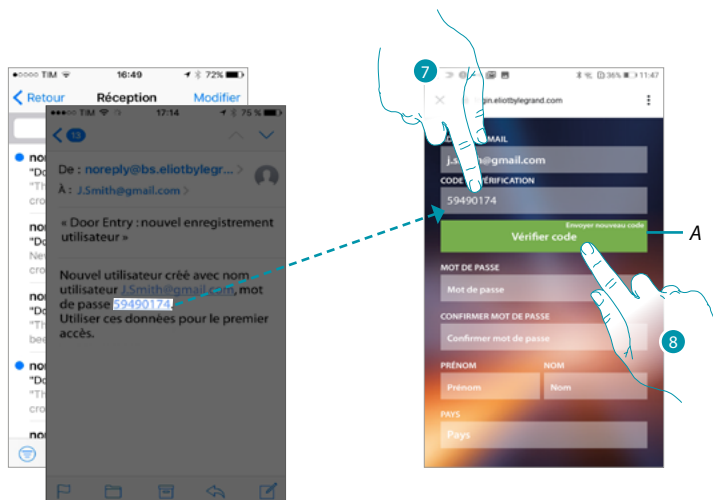 TIM 16:49 72%
Retour Réception Modifier
TIM 17:14 75 %
13
De : noreply@bs.eliotbylegr...
À : J.Smith@gmail.com
« Door Entry : nouvel enregistrement
utilisateur »
Nouvel utilisateur créé avec nom
utilisateur J.Smith@gmail.com, mot
de passe 59490174.
Utiliser ces données pour le premier
accès.
7
36% 11:47
gin.eliotbylegrand.com
MAIL
j.s @gmail.com
CODE VÉRIFICATION
59490174
Envoyer nouveau code
Vérifier code
A
MOT DE PASSE
Mot de passe
CONFIRMER MOT DE PASSE
Confirmer mot de passe
8
PRÉNOM NOM
Prénom Nom
PAYS
Pays